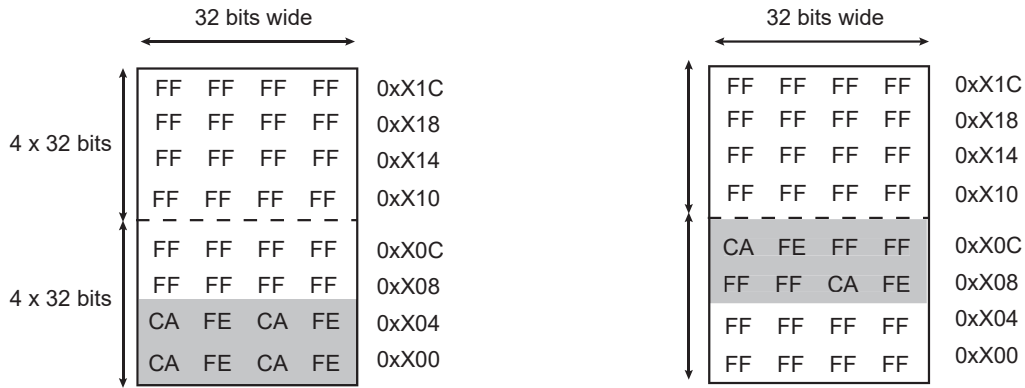 32 bits wide
FF FF FF FF 0xX1C
FF FF FF FF 0xX18
4 x 32 bits
FF FF FF FF 0xX14
FF FF FF FF 0xX10
FF FF FF FF 0xX0C
FF FF FF FF 0xX08
4 x 32 bits
CA FE CA FE 0xX04
CA FE CA FE 0xX00
32 bits wide
FF FF FF FF 0xX1C
FF FF FF FF 0xX18
FF FF FF FF 0xX14
FF FF FF FF 0xX10
CA FE FF FF 0xX0C
FF FF CA FE 0xX08
FF FF FF FF 0xX04
FF FF FF FF 0xX00